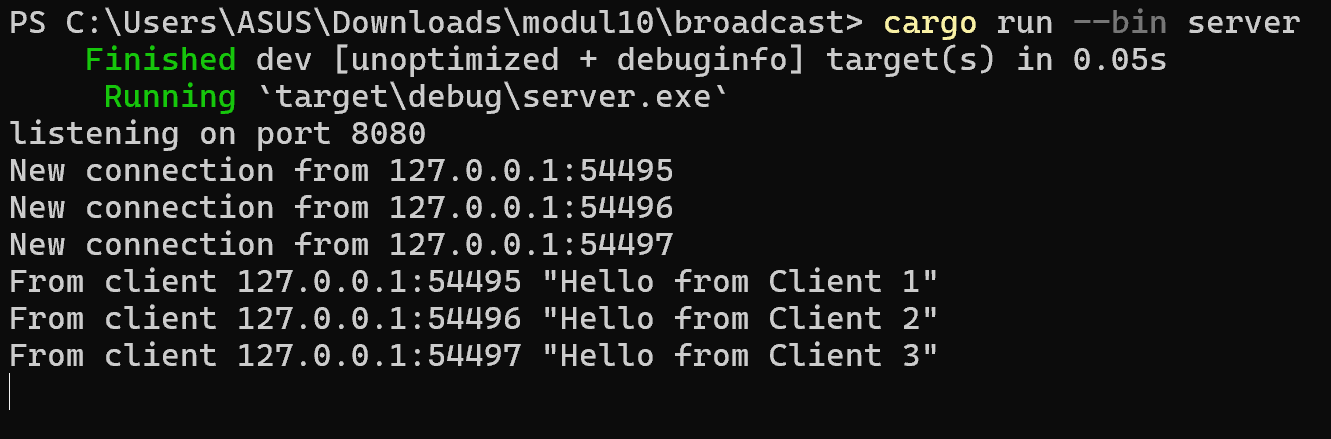 PS C:\Users\ASUS\Downloads\modul10\broadcast> cargo run --bin server
Finished dev [unoptimized + debuginfo] target(s) in 0.05s
Running `target\debug\server.exe`
listening on port 8080
New connection from 127.0.0.1:54495
New connection from 127.0.0.1:54496
New connection from 127.0.0.1:54497
From client 127.0.0.1:54495 "Hello from Client 1"
From client 127.0.0.1:54496 "Hello from Client 2"
From client 127.0.0.1:54497 "Hello from Client 3"